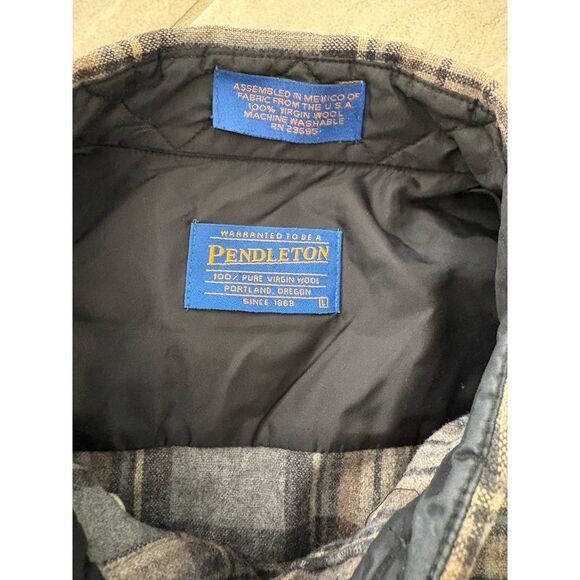 ASSEMBLED IN MEXICO OF
FABRIC FROM THE U.S.A.
100% VIRGIN WOOL
MACHINE WASHABLE
RN 29685
WARRANTED TO BE A
PENDLETON
100% PURE VIRGIN WOOL
PORTLAND, OREGON
SINCE 1863 L